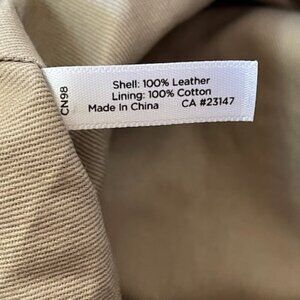 Shell: 100% Leather
Lining: 100% Cotton
Made In China CA #23147
CN98